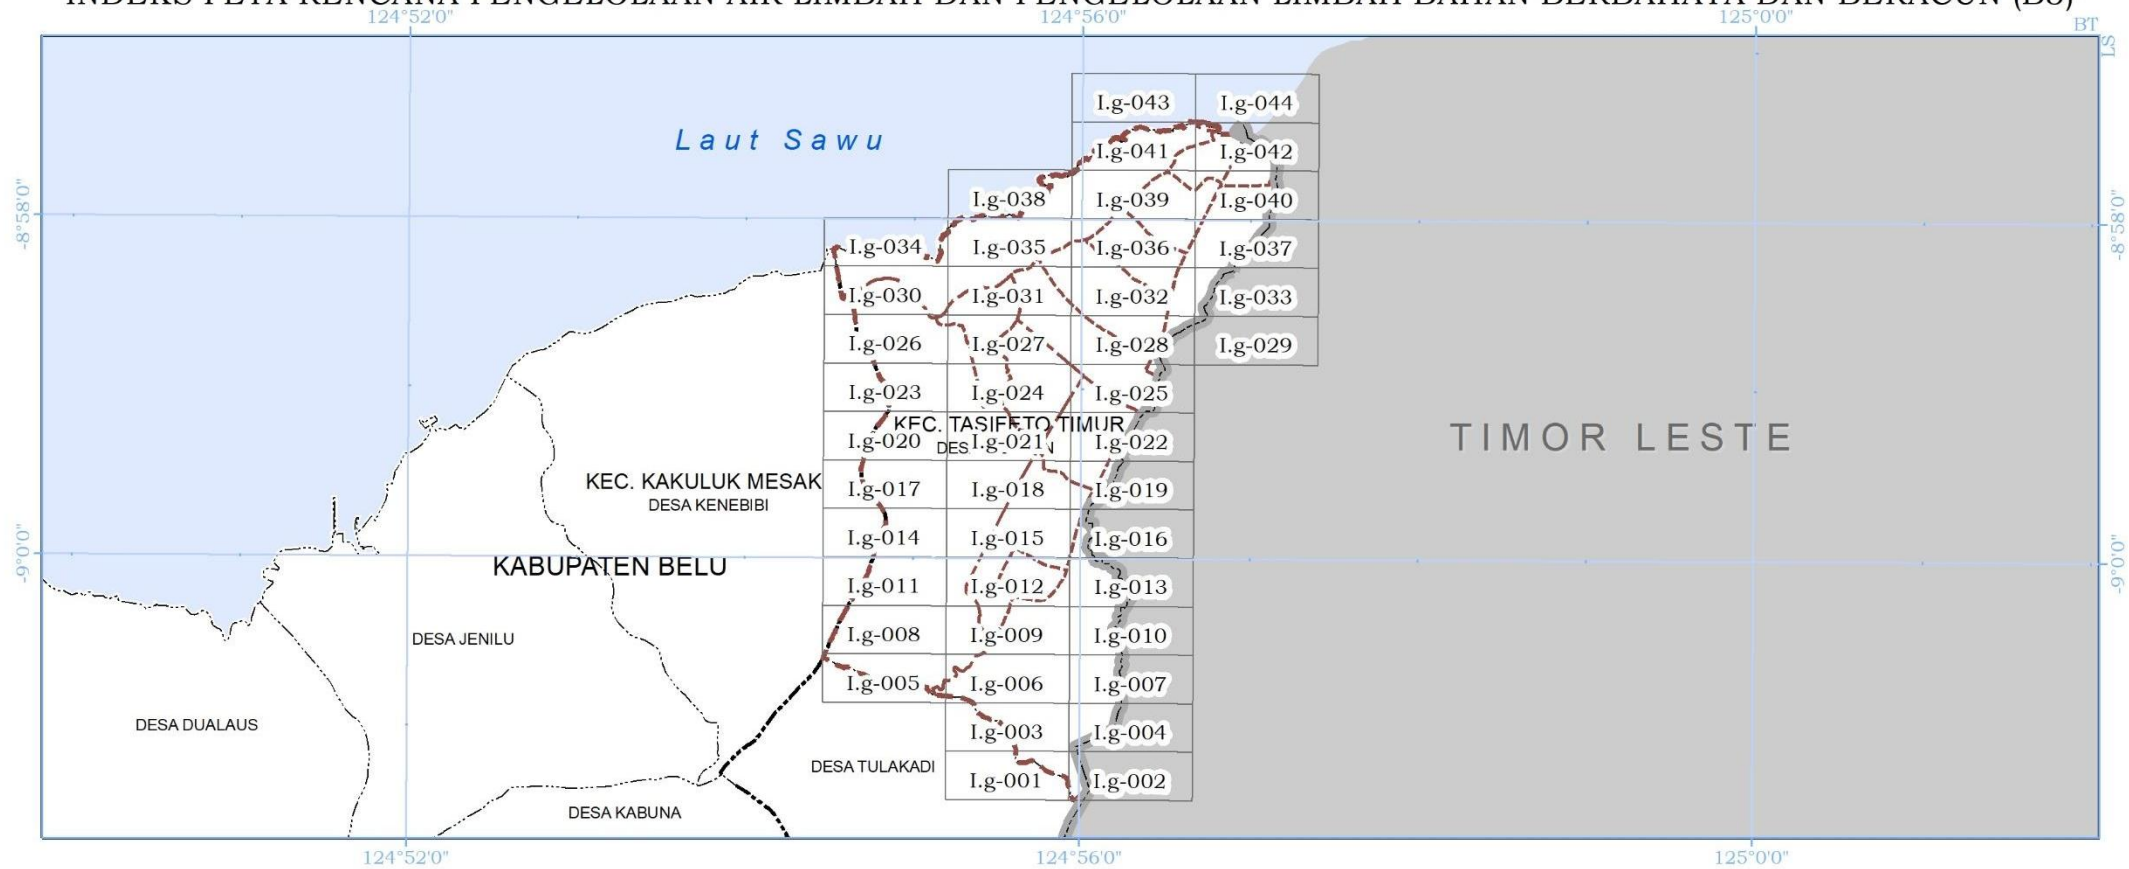 INDEKS PETA RENCANA PENGELOLAAN AIR LIMBAH DAN PENGELOLAAN LIMBAH BAHAN BERBAHAYA DAN BERACUN (B3)
124°52'0" 124°56'0" 125°0'0"
BT
LS
I.g-043 I.g-044
Laut Sawu
I.g-041 I.g-042
I.g-038 I.g-039 I.g-040
-8°58'0" -8°58'0"
I.g-034 I.g-035 I.g-036 I.g-037
I.g-030 I.g-031 I.g-032 I.g-033
I.g-026 I.g-027 I.g-028 I.g-029
I.g-023 I.g-024 I.g-025
KEC. TASIFETO TIMUR
TIMOR LESTE
I.g-020 I.g-021 I.g-022
KEC. KAKULUK MESAK
I.g-017 I.g-018 I.g-019
DESA KENEBIBI
I.g-014 I.g-015 I.g-016
-9°0'0" -9°0'0"
KABUPATEN BELU
I.g-011 I.g-012 I.g-013
DESA JENILU
I.g-008 I.g-009 I.g-010
I.g-005 I.g-006 I.g-007
DESA DUALAUS
I.g-003 I.g-004
DESA TULAKADI
I.g-001 I.g-002
DESA KABUNA
124°52'0" 124°56'0" 125°0'0"